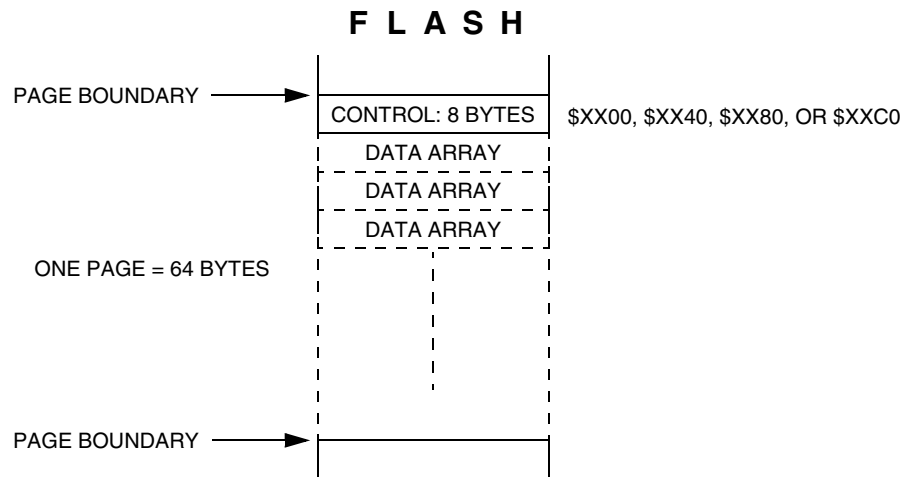 F L A S H
PAGE BOUNDARY
CONTROL: 8 BYTES
$XX00, $XX40, $XX80, OR $XXC0
DATA ARRAY
DATA ARRAY
DATA ARRAY
ONE PAGE = 64 BYTES
PAGE BOUNDARY